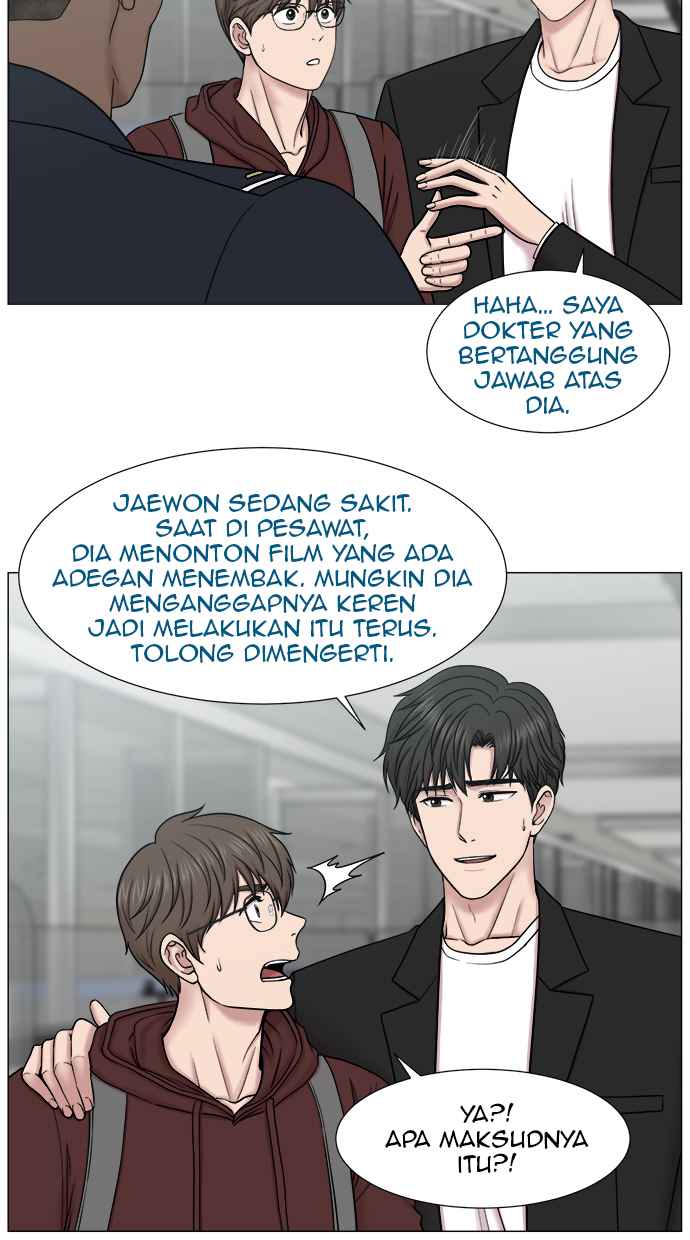 HAHA... SAYA
DOKTER YANG
BERTANGGUNG
JAWAB ATAS
DIA.
JAEWON SEDANG SAKIT.
SAAT DI PESAWAT,
DIA MENONTON FILM YANG ADA
ADEGAN MENEMBAK. MUNGKIN DIA
MENGANGGAPNYA KEREN
JADI MELAKUKAN ITU TERUS.
TOLONG DIMENGERTI.
YA?!
APA MAKSUDNYA
ITU?!